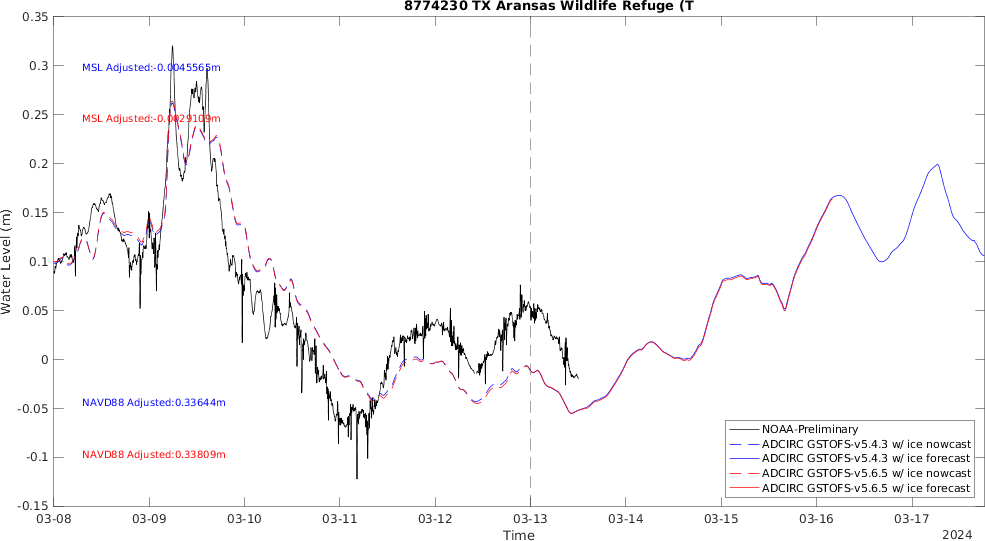 8774230 TX Aransas Wildlife Refuge (T
0.35
0.3
0.25
0.2
0.15
0.1
0.05
0
-0.05
-0.1
-0.15
Water Level (m)
MSL Adjusted:-0.0045565m
MSL Adjusted:-0.0029109m
NAVD88 Adjusted:0.33644m
NAVD88 Adjusted:0.33809m
NOAA-Preliminary
ADCIRC GSTOFS-v5.4.3 w/ ice nowcast
ADCIRC GSTOFS-v5.4.3 w/ ice forecast
ADCIRC GSTOFS-v5.6.5 w/ ice nowcast
ADCIRC GSTOFS-v5.6.5 w/ ice forecast
03-08 03-09 03-10 03-11 03-12 03-13 03-14 03-15 03-16 03-17
Time
2024